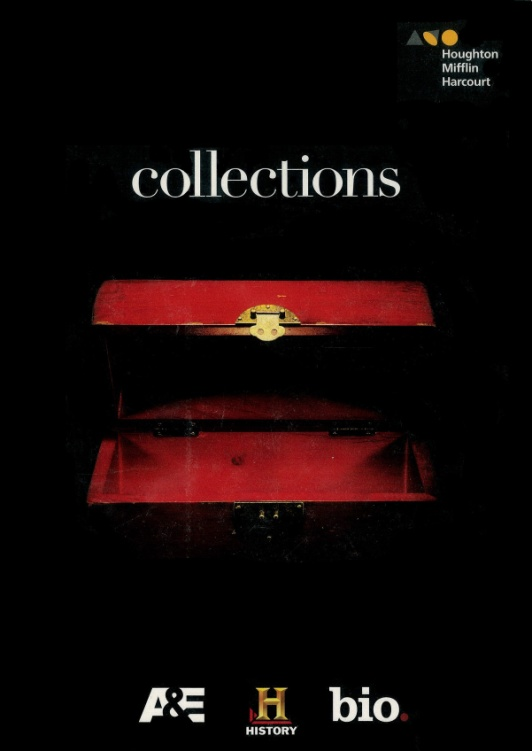 Houghton
Mifflin
Harcourt
collections
A&E
H
HISTORY
bio.